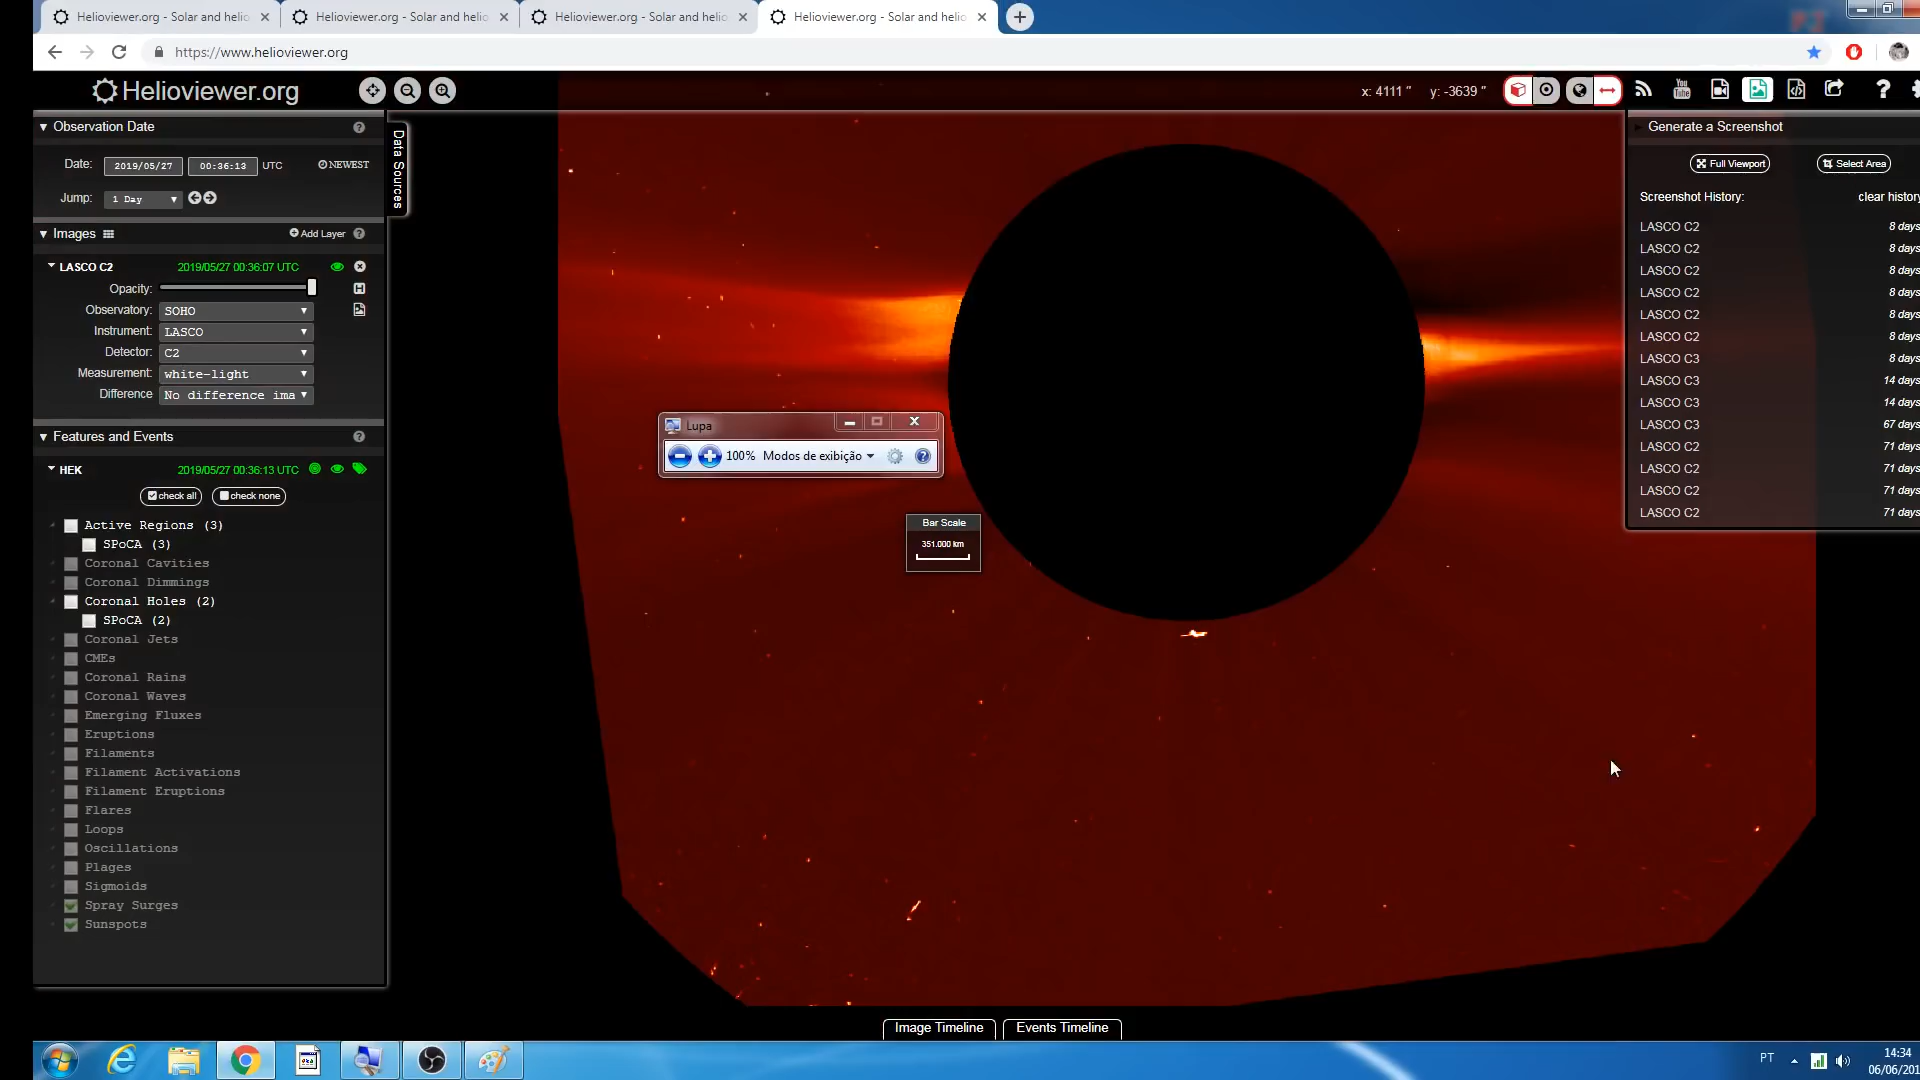 Helioviewer.org - Solar and helio
Helioviewer.org - Solar and helio
Helioviewer.org - Solar and helio
Helioviewer.org - Solar and helio
https://www.helioviewer.org
Helioviewer.org
x: 4111 "
y: -3639 "
You Tube
Observation Date
Date:
2019/05/27
00:36:13
UTC
NEWEST
Jump:
1 Day
Data Sources
Images
Add Layer
LASCO C2
2019/05/27 00:36:07 UTC
Opacity:
Observatory:
SOHO
Instrument:
LASCO
Detector:
C2
Measurement:
white-light
Difference
No difference ima
Features and Events
HEK
2019/05/27 00:36:13 UTC
check all
check none
Active Regions (3)
SPoCA (3)
Coronal Cavities
Coronal Dimmings
Coronal Holes (2)
SPoCA (2)
Coronal Jets
CMEs
Coronal Rains
Coronal Waves
Emerging Fluxes
Eruptions
Filaments
Filament Activations
Filament Eruptions
Flares
Loops
Oscillations
Plages
Sigmoids
Spray Surges
Sunspots
Lupa
100%
Modos de exibição
Bar Scale
351.000 km
Generate a Screenshot
Full Viewport
Select Area
Screenshot History:
clear history
LASCO C2 8 days
LASCO C2 8 days
LASCO C2 8 days
LASCO C2 8 days
LASCO C2 8 days
LASCO C2 8 days
LASCO C3 8 days
LASCO C3 14 days
LASCO C3 14 days
LASCO C3 67 days
LASCO C2 71 days
LASCO C2 71 days
LASCO C2 71 days
LASCO C2 71 days
Image Timeline
Events Timeline
PT
14:34
06/06/201